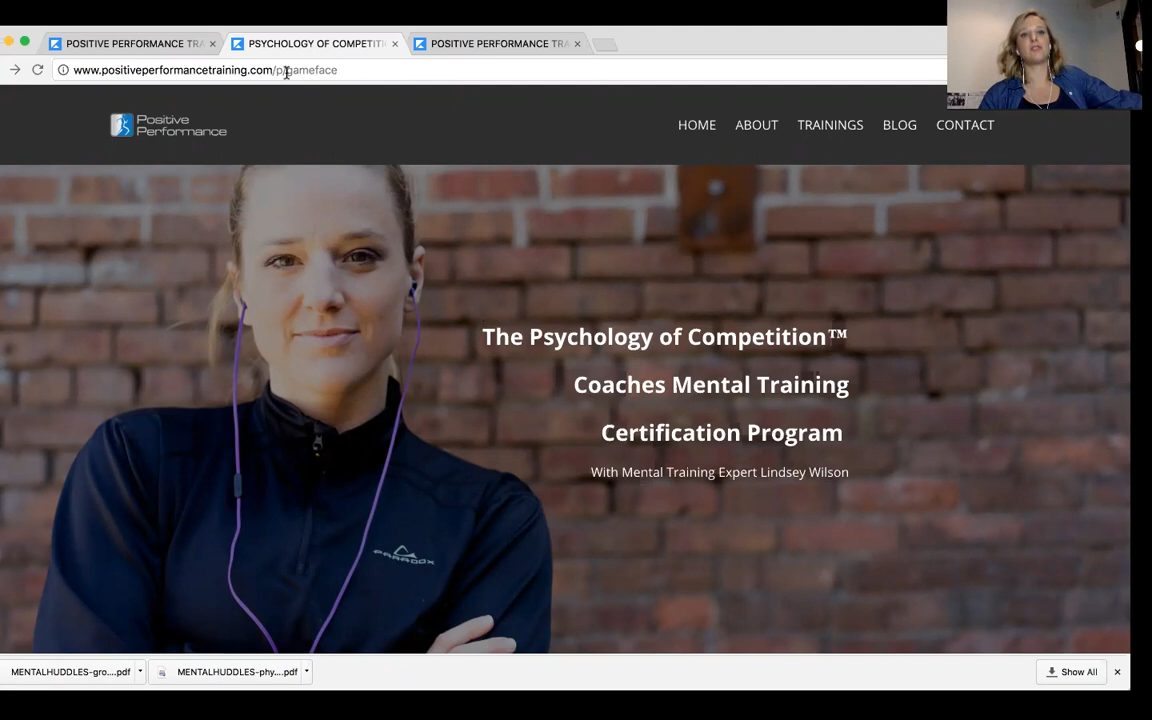 POSITIVE PERFORMANCE TRA
PSYCHOLOGY OF COMPETITI
POSITIVE PERFORMANCE TRA
www.positiveperformancetraining.com/p/gameface
Positive
Performance
HOME ABOUT TRAININGS BLOG CONTACT
The Psychology of Competition™
Coaches Mental Training
Certification Program
With Mental Training Expert Lindsey Wilson
PARADOX
MENTALHUDDLES-gro....pdf
MENTALHUDDLES-phy....pdf
Show All